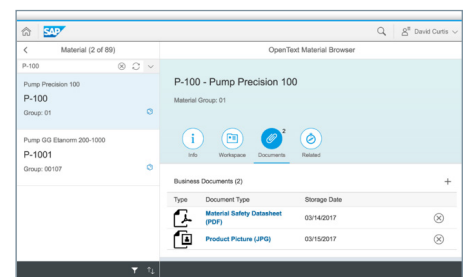 SAP
David Curtis
Material (2 of 89)
OpenText Material Browser
P-100
Pump Precision 100
P-100
Group: 01
Pump GG Etanorm 200-1000
P-1001
Group: 00107
P-100 - Pump Precision 100
Material Group: 01
2
Info Workspace Documents Related
Business Documents (2)
Type Document Type Storage Date
Material Safety Datasheet
(PDF) 03/14/2017
Product Picture (JPG) 03/15/2017